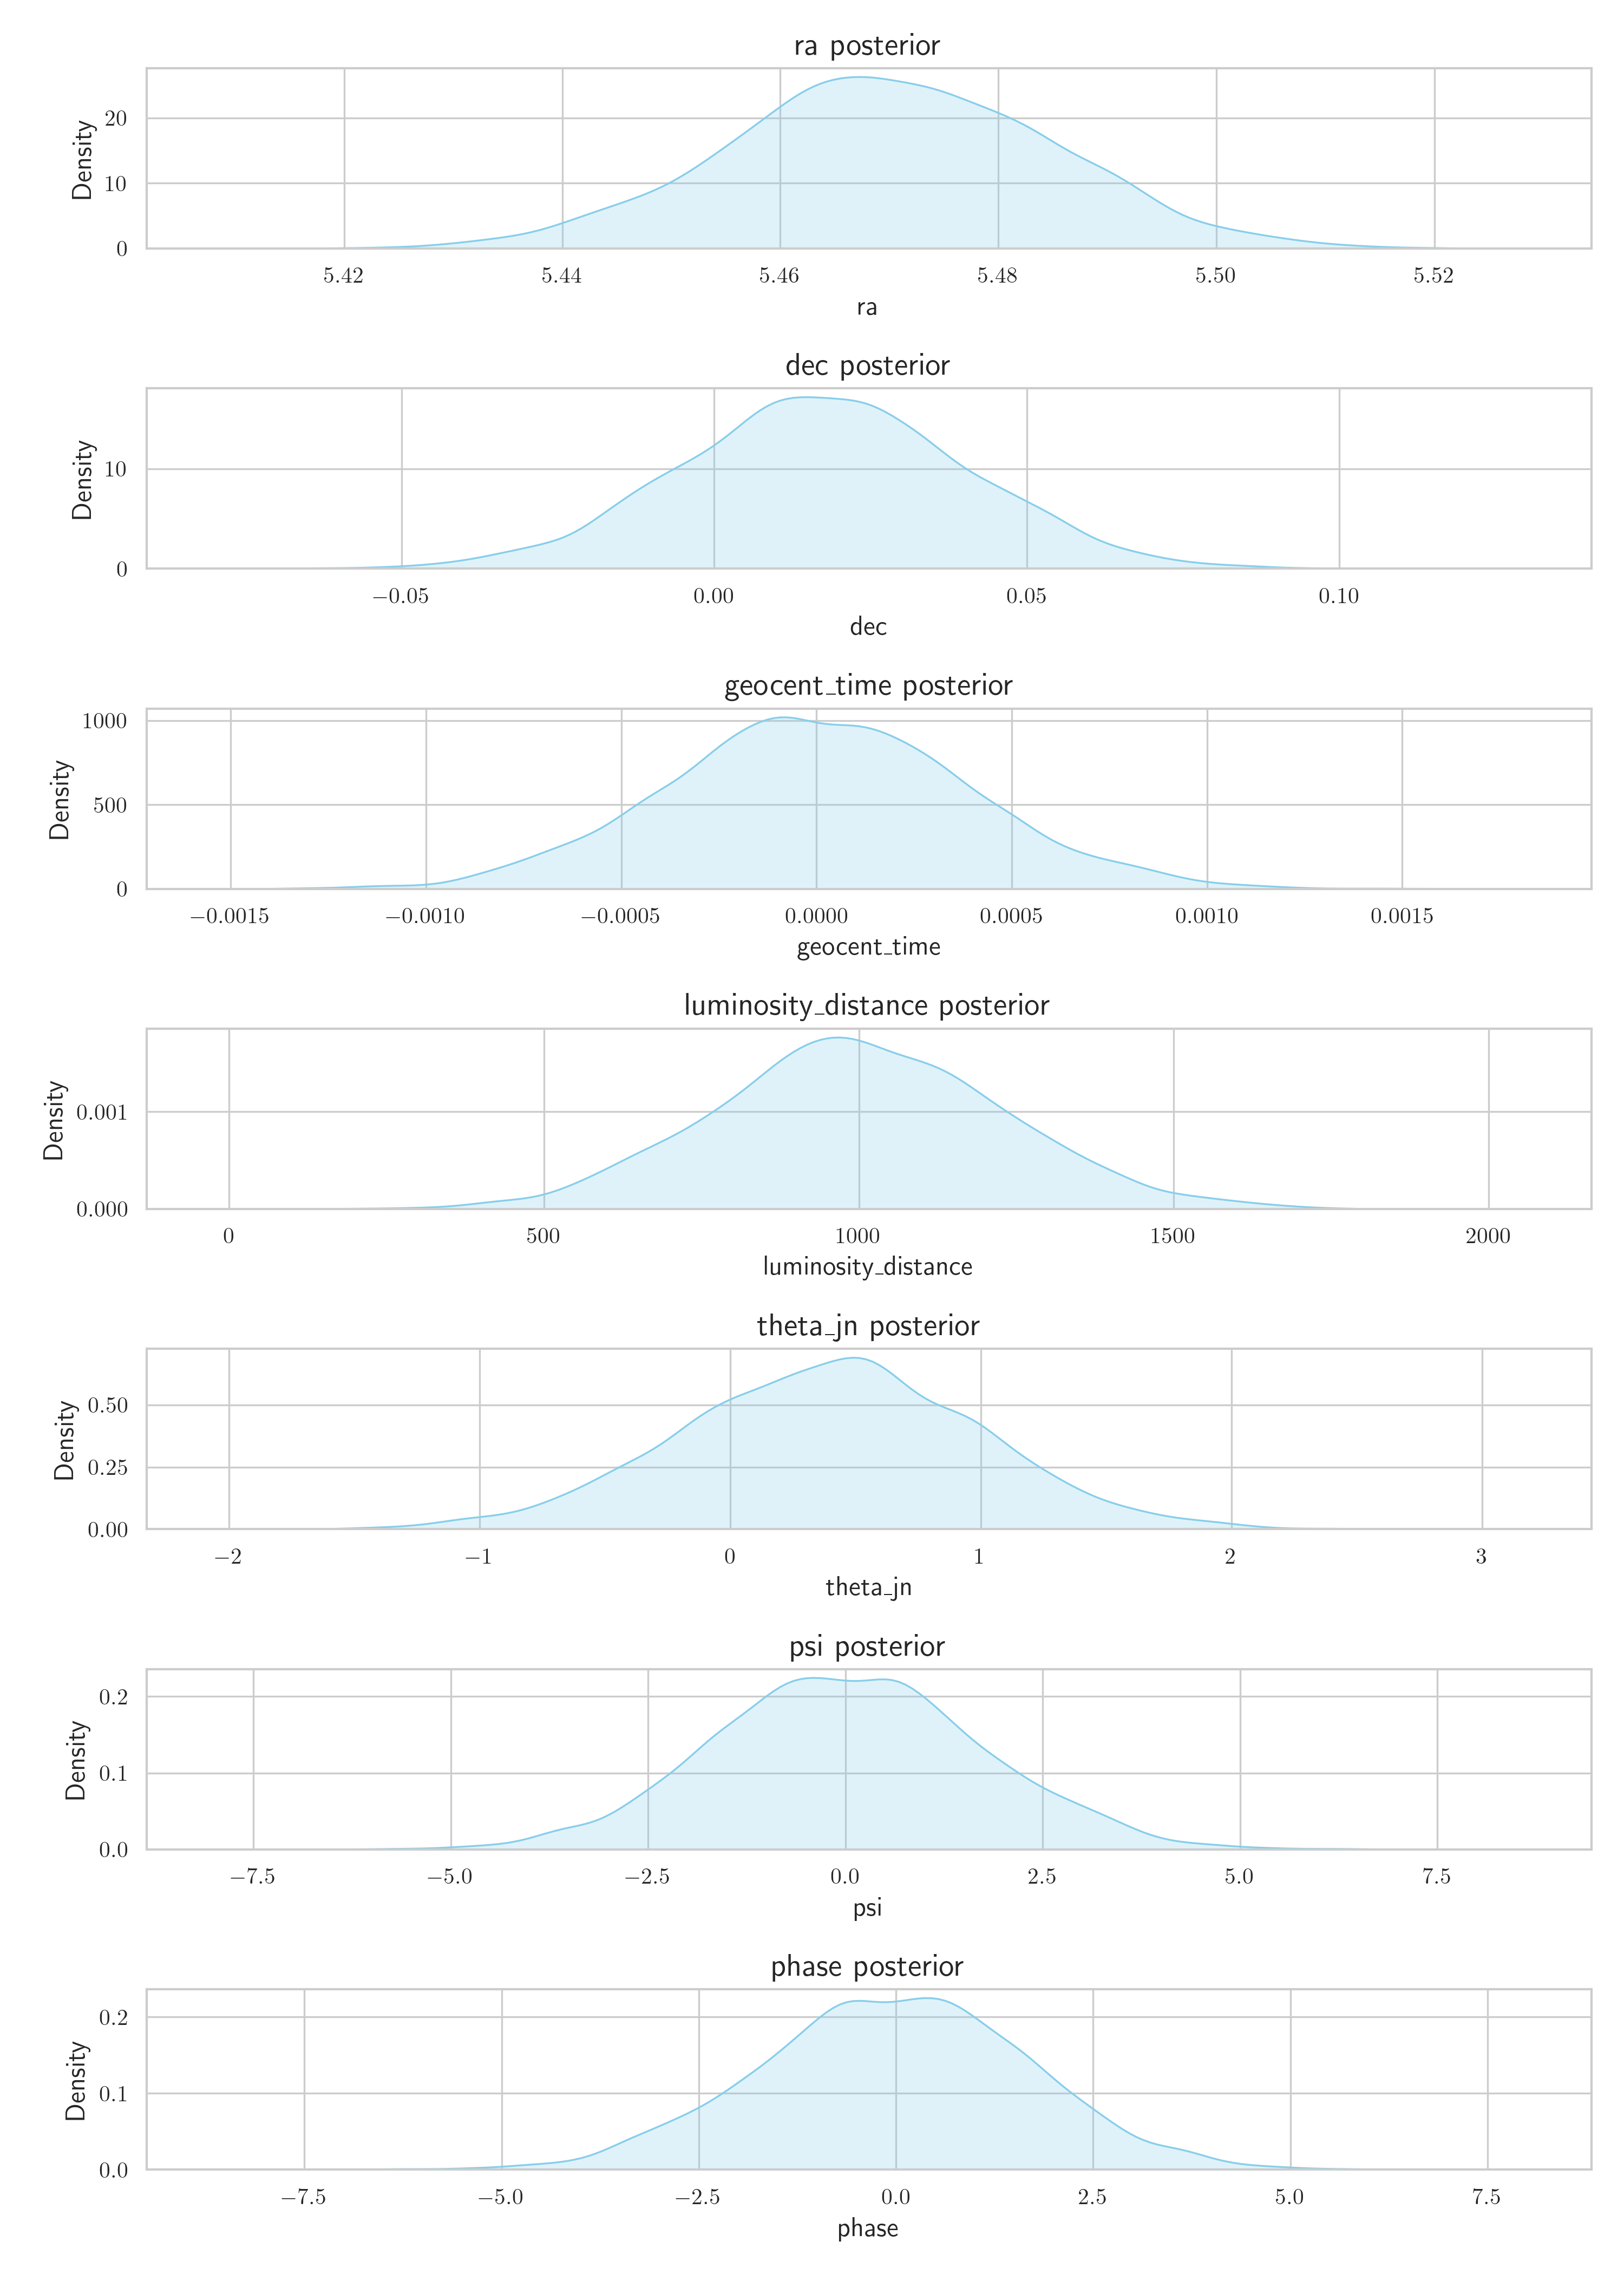 ra posterior
Density
20
10
0
5.42 5.44 5.46 5.48 5.50 5.52
ra
dec posterior
Density
10
0
−0.05 0.00 0.05 0.10
dec
geocent_time posterior
Density
1000
500
0
−0.0015 −0.0010 −0.0005 0.0000 0.0005 0.0010 0.0015
geocent_time
luminosity_distance posterior
Density
0.001
0.000
0 500 1000 1500 2000
luminosity_distance
theta_jn posterior
Density
0.50
0.25
0.00
−2 −1 0 1 2 3
theta_jn
psi posterior
Density
0.2
0.1
0.0
−7.5 −5.0 −2.5 0.0 2.5 5.0 7.5
psi
phase posterior
Density
0.2
0.1
0.0
−7.5 −5.0 −2.5 0.0 2.5 5.0 7.5
phase